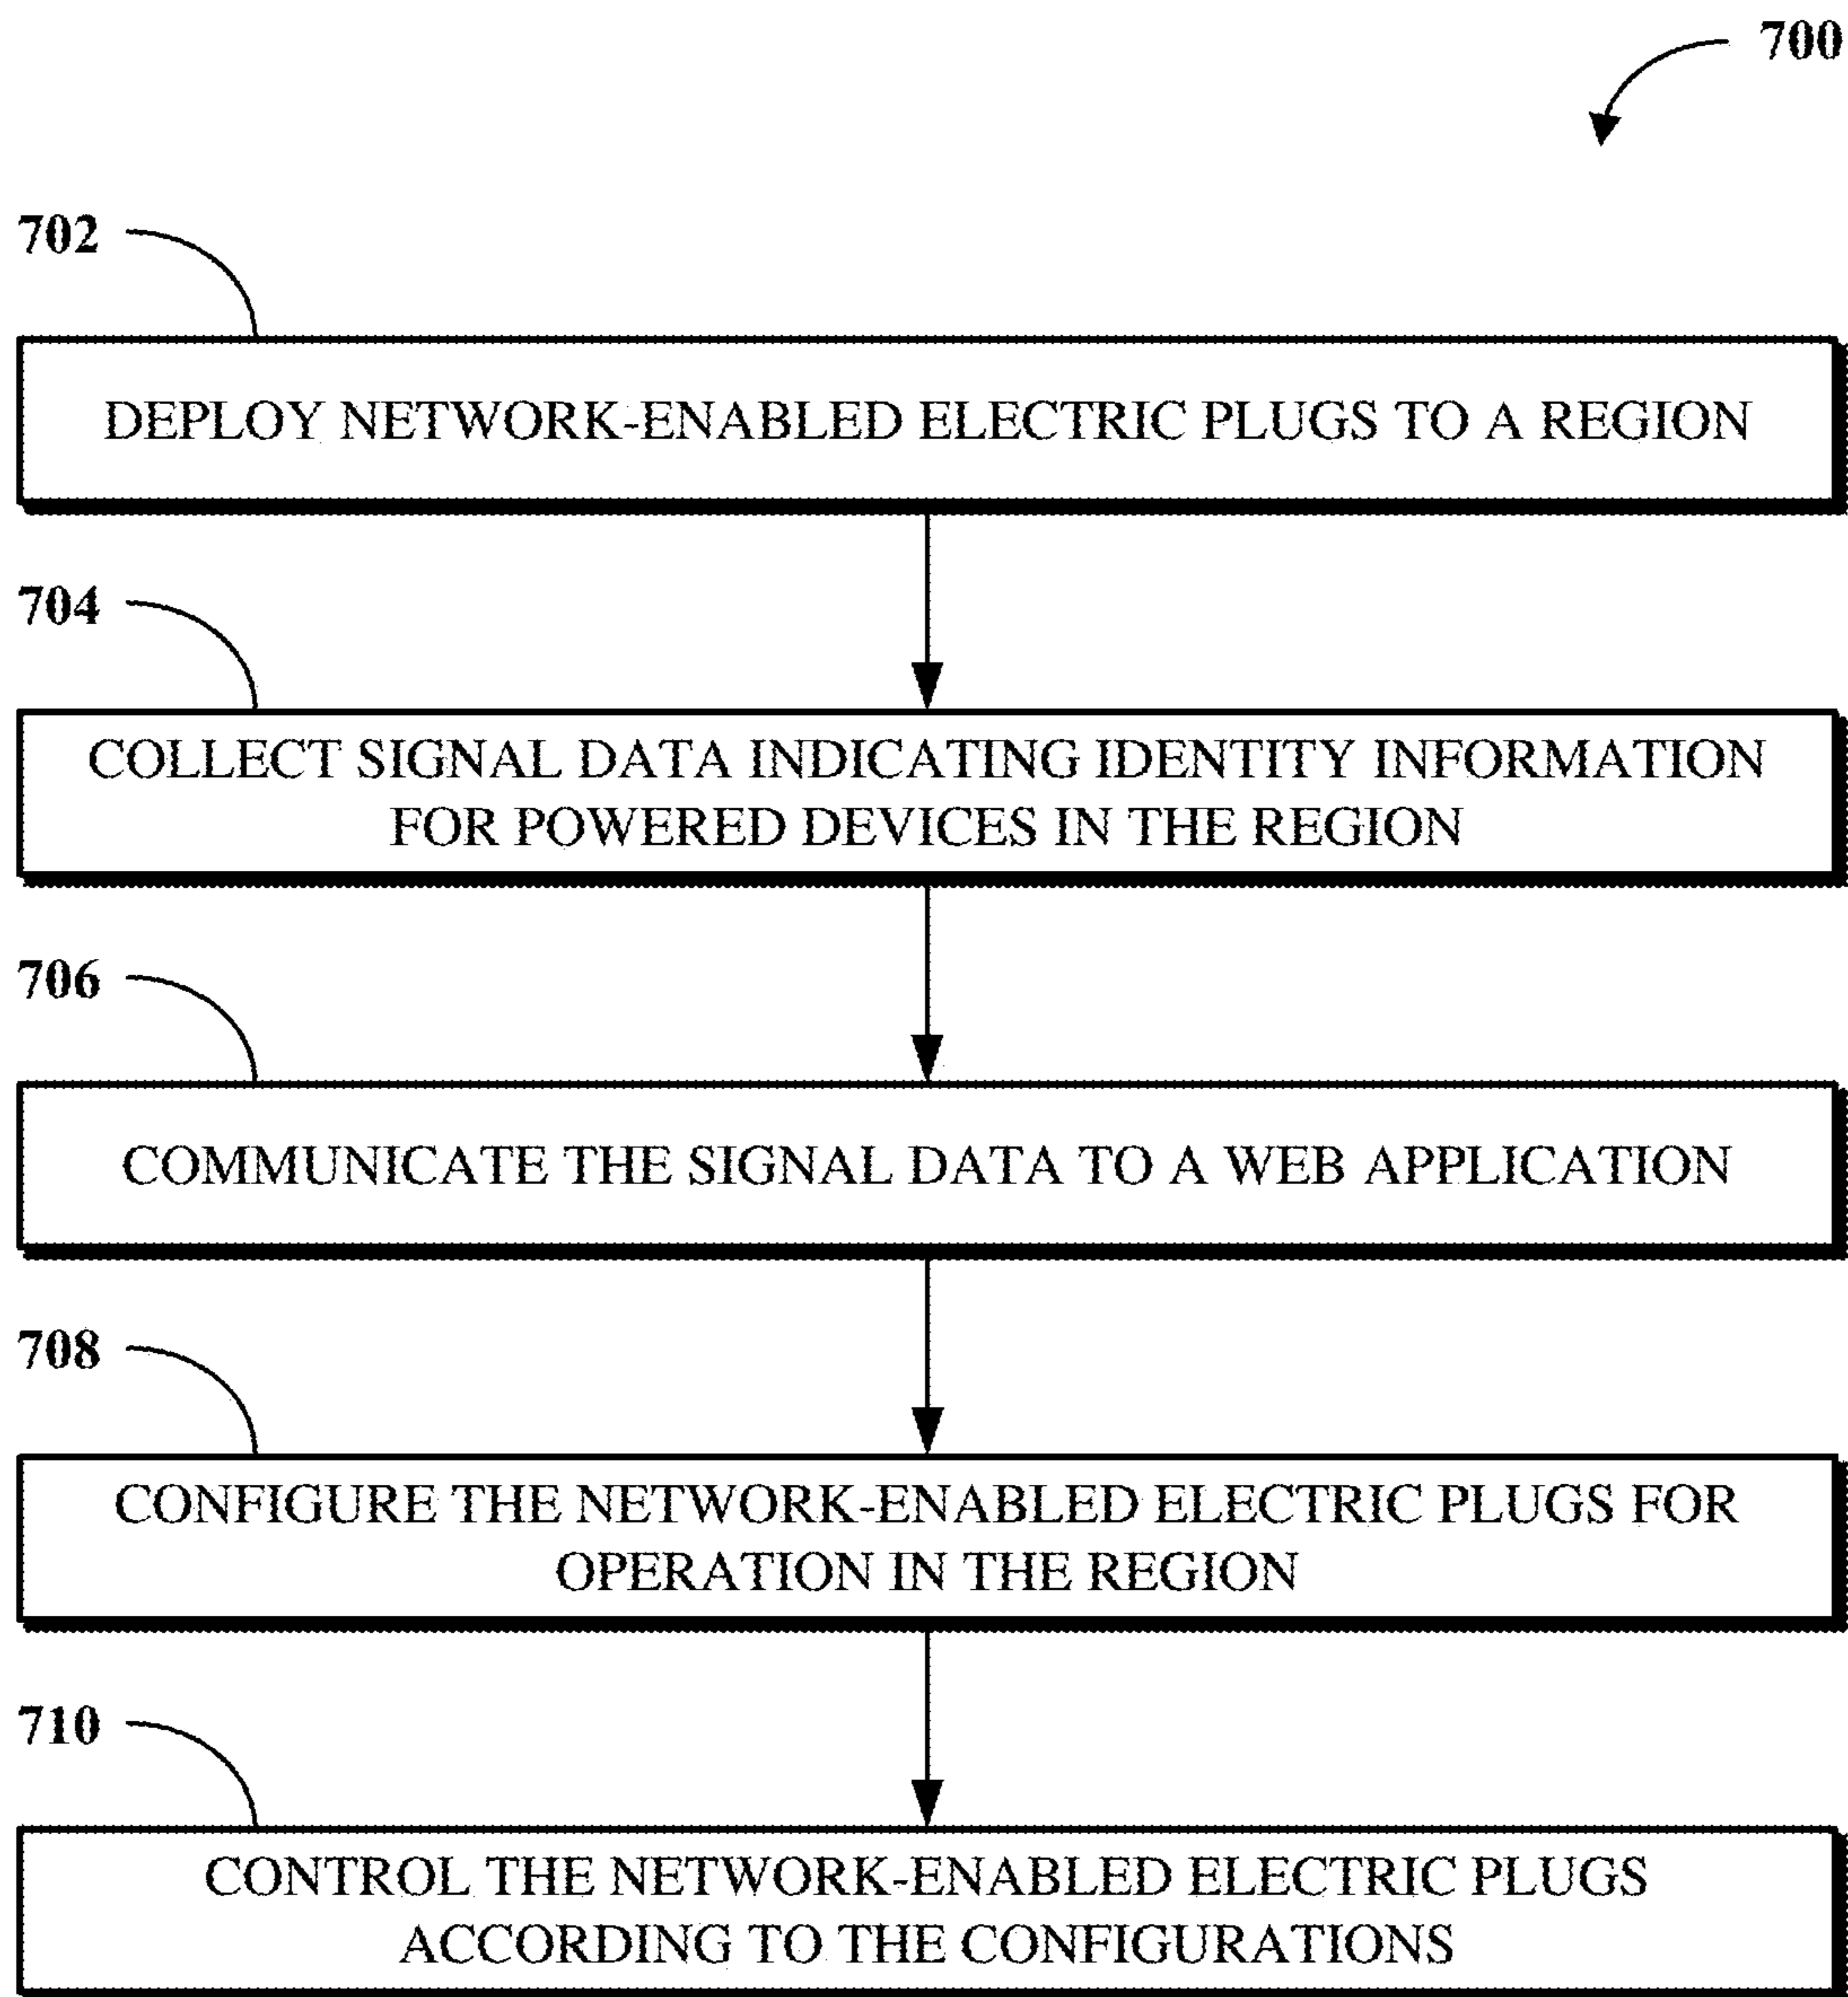 700
702
DEPLOY NETWORK-ENABLED ELECTRIC PLUGS TO A REGION
704
COLLECT SIGNAL DATA INDICATING IDENTITY INFORMATION
FOR POWERED DEVICES IN THE REGION
706
COMMUNICATE THE SIGNAL DATA TO A WEB APPLICATION
708
CONFIGURE THE NETWORK-ENABLED ELECTRIC PLUGS FOR
OPERATION IN THE REGION
710
CONTROL THE NETWORK-ENABLED ELECTRIC PLUGS
ACCORDING TO THE CONFIGURATIONS